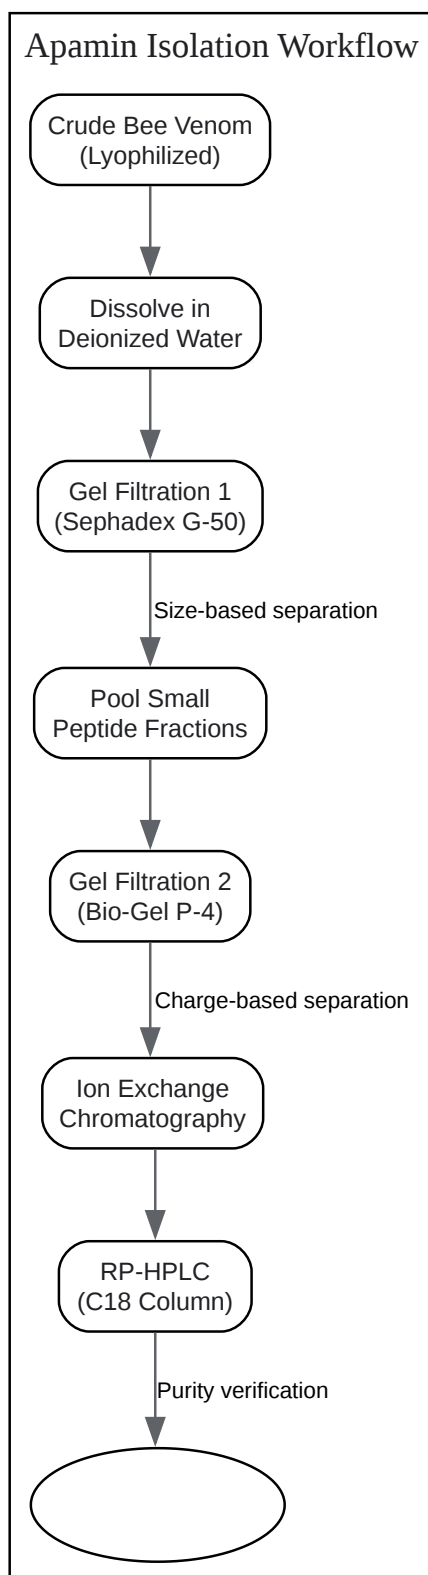 Apamin Isolation Workflow
Crude Bee Venom
(Lyophilized)
Dissolve in
Deionized Water
Gel Filtration 1
(Sephadex G-50)
Size-based separation
Pool Small
Peptide Fractions
Gel Filtration 2
(Bio-Gel P-4)
Charge-based separation
Ion Exchange
Chromatography
RP-HPLC
(C18 Column)
Purity verification